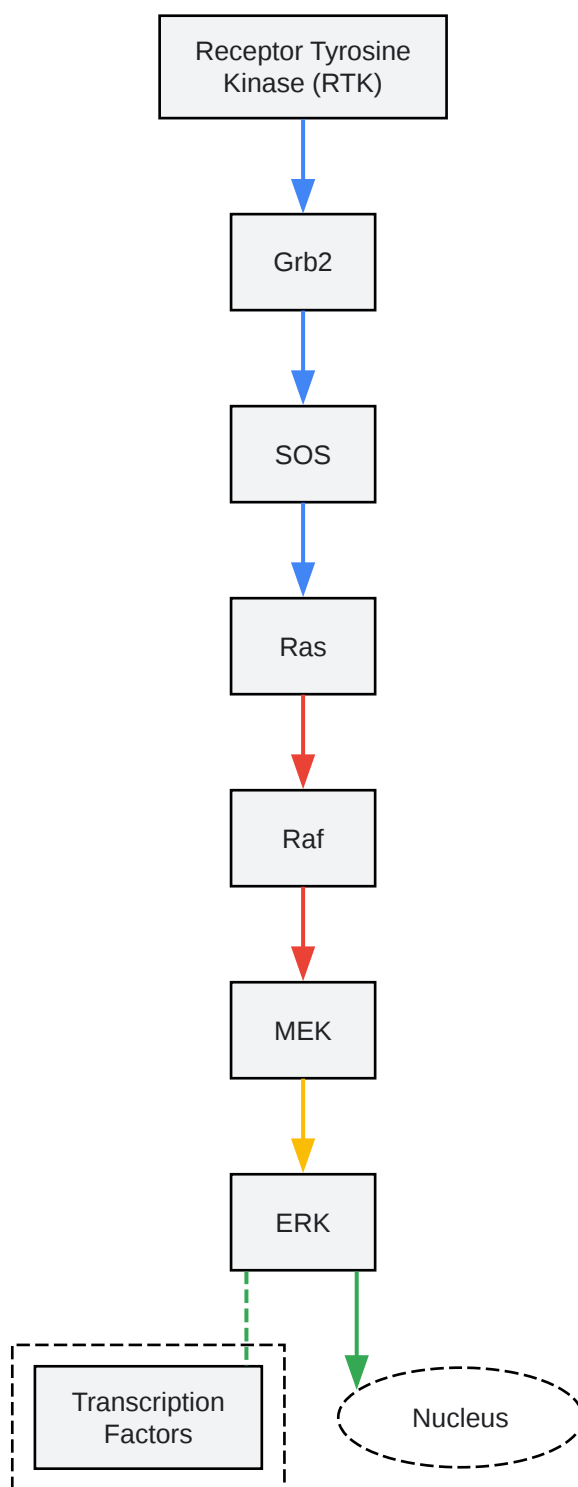 Receptor Tyrosine
Kinase (RTK)
Grb2
SOS
Ras
Raf
MEK
ERK
Transcription
Factors
Nucleus